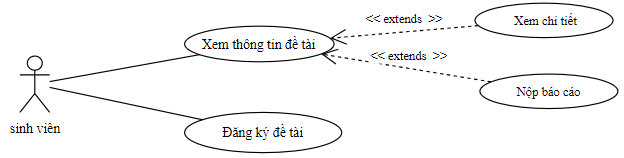 << extends >>
Xem chi tiết
Xem thông tin đề tài
<< extends >>
Nộp báo cáo
sinh viên
Đăng ký đề tài